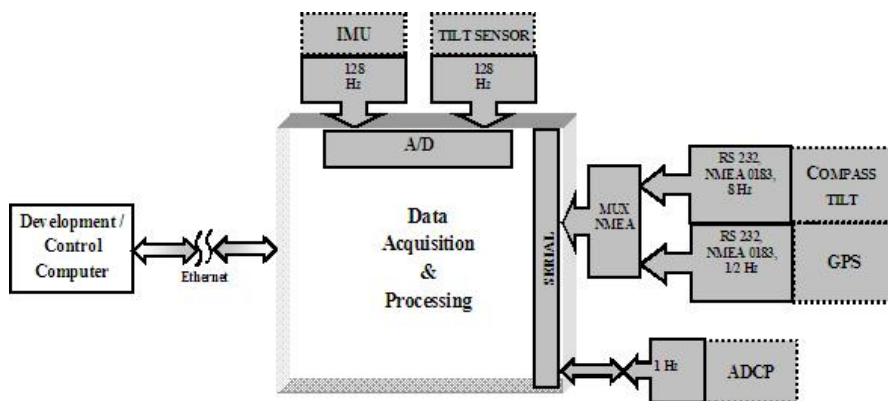 IMU
TILT SENSOR
128
Hz
128
Hz
A/D
RS 232,
NMEA 0183,
8 Hz
COMPASS
TILT
MUX
NMEA
Data
Acquisition
&
Processing
SERIAL
Development /
Control
Computer
Ethernet
RS 232,
NMEA 0183,
1/2 Hz
GPS
1 Hz
ADCP